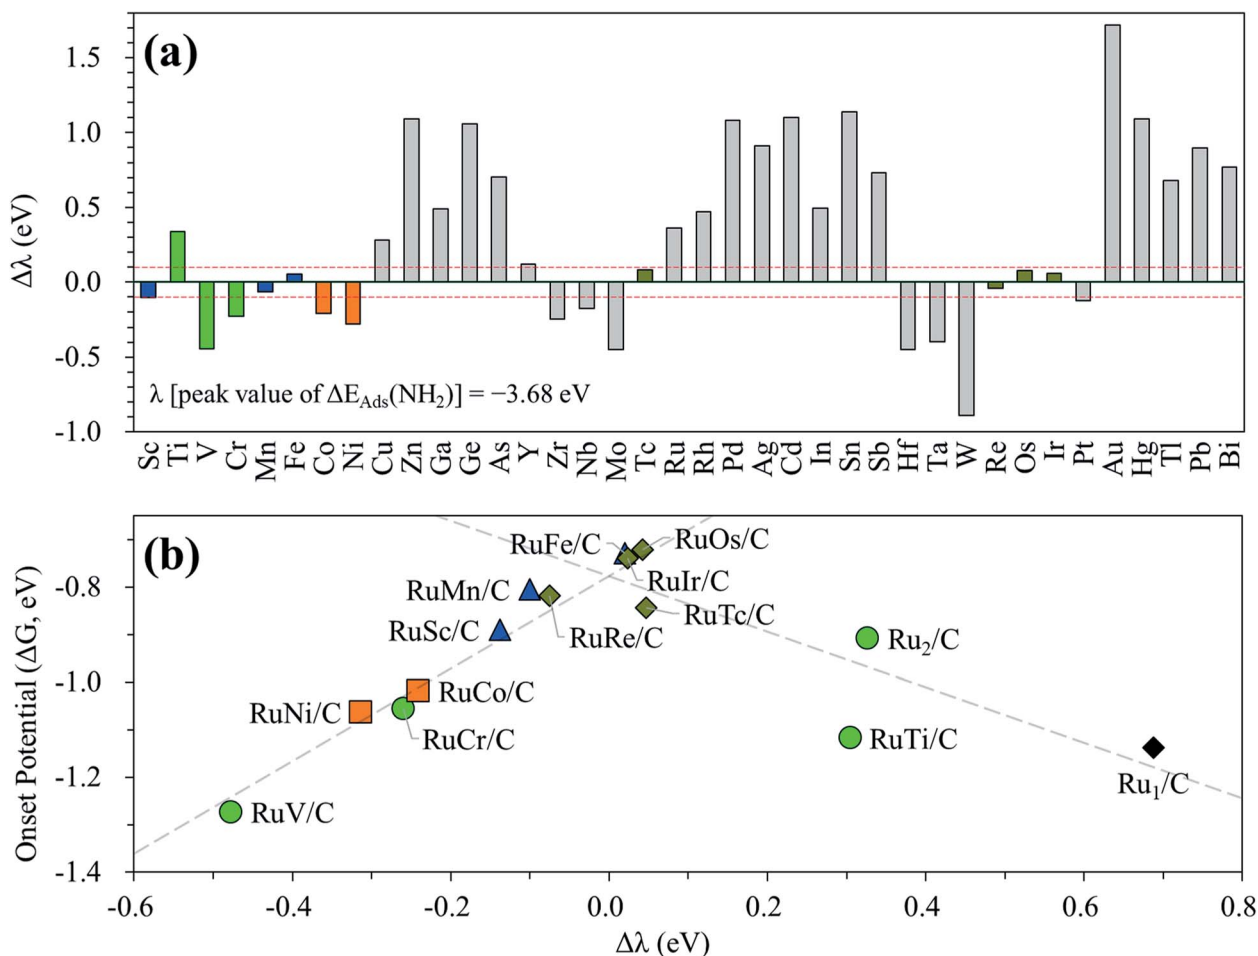 (a)
Δλ (eV)
1.5
1.0
0.5
0.0
-0.5
-1.0
λ [peak value of ΔE_Ads(NH₂)] = −3.68 eV
Sc Ti V Cr Mn Fe Co Ni Cu Zn Ga Ge As Y Zr Nb Mo Tc Ru Rh Pd Ag Cd In Sn Sb Hf Ta W Re Os Ir Pt Au Hg Tl Pb Bi
(b)
Onset Potential (ΔG, eV)
-0.8
-1.0
-1.2
-1.4
RuFe/C
RuOs/C
RuIr/C
RuMn/C
RuTc/C
RuSc/C
RuRe/C
Ru₂/C
RuCo/C
RuNi/C
RuCr/C
RuTi/C
Ru₁/C
RuV/C
-0.6 -0.4 -0.2 0.0 0.2 0.4 0.6 0.8
Δλ (eV)